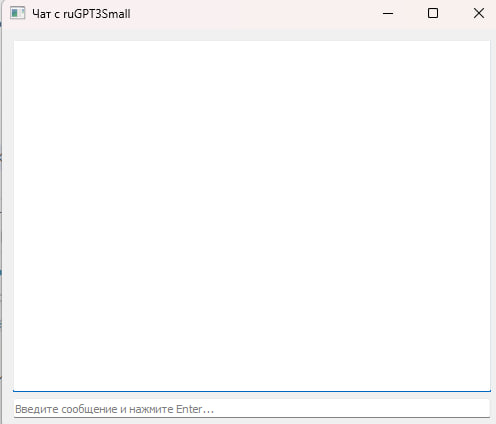 Чат с ruGPT3Small
Введите сообщение и нажмите Enter...